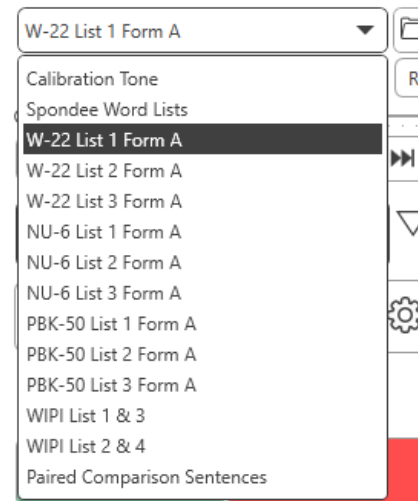 W-22 List 1 Form A
Calibration Tone
Spondee Word Lists
W-22 List 1 Form A
W-22 List 2 Form A
W-22 List 3 Form A
NU-6 List 1 Form A
NU-6 List 2 Form A
NU-6 List 3 Form A
PBK-50 List 1 Form A
PBK-50 List 2 Form A
PBK-50 List 3 Form A
WIPI List 1 & 3
WIPI List 2 & 4
Paired Comparison Sentences